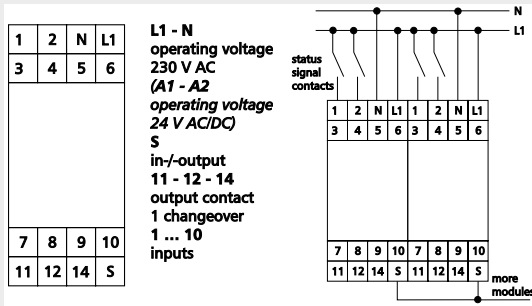 1 2 N L1
3 4 5 6
7 8 9 10
11 12 14 S
L1 - N
operating voltage
230 V AC
(A1 - A2
operating voltage
24 V AC/DC)
S
in-/-output
11 - 12 - 14
output contact
1 changeover
1 ... 10
inputs
N
L1
status
signal
contacts
1 2 N L1 1 2 N L1
3 4 5 6 3 4 5 6
7 8 9 10 7 8 9 10
11 12 14 S 11 12 14 S
more
modules